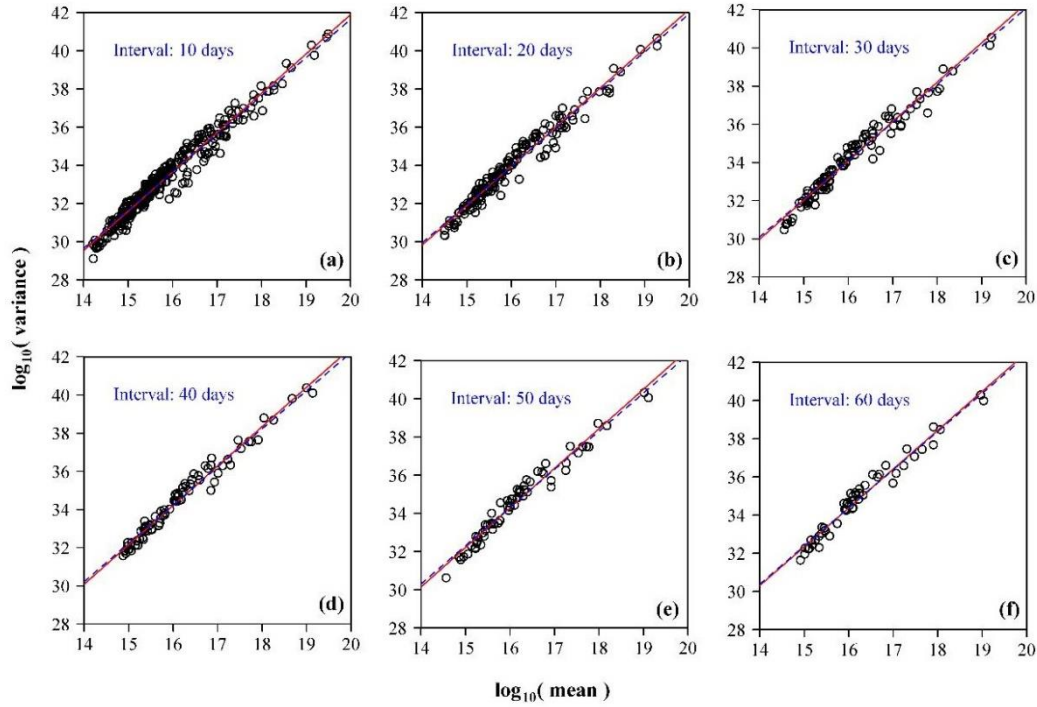 42
40
38
36
34
32
30
28
Interval: 10 days
(a)
14 15 16 17 18 19 20
42
40
38
36
34
32
30
28
Interval: 20 days
(b)
14 15 16 17 18 19 20
42
40
38
36
34
32
30
28
Interval: 30 days
(c)
14 15 16 17 18 19 20
log10( variance )
42
40
38
36
34
32
30
28
Interval: 40 days
(d)
14 15 16 17 18 19 20
42
40
38
36
34
32
30
28
Interval: 50 days
(e)
14 15 16 17 18 19 20
42
40
38
36
34
32
30
28
Interval: 60 days
(f)
14 15 16 17 18 19 20
log10( mean )